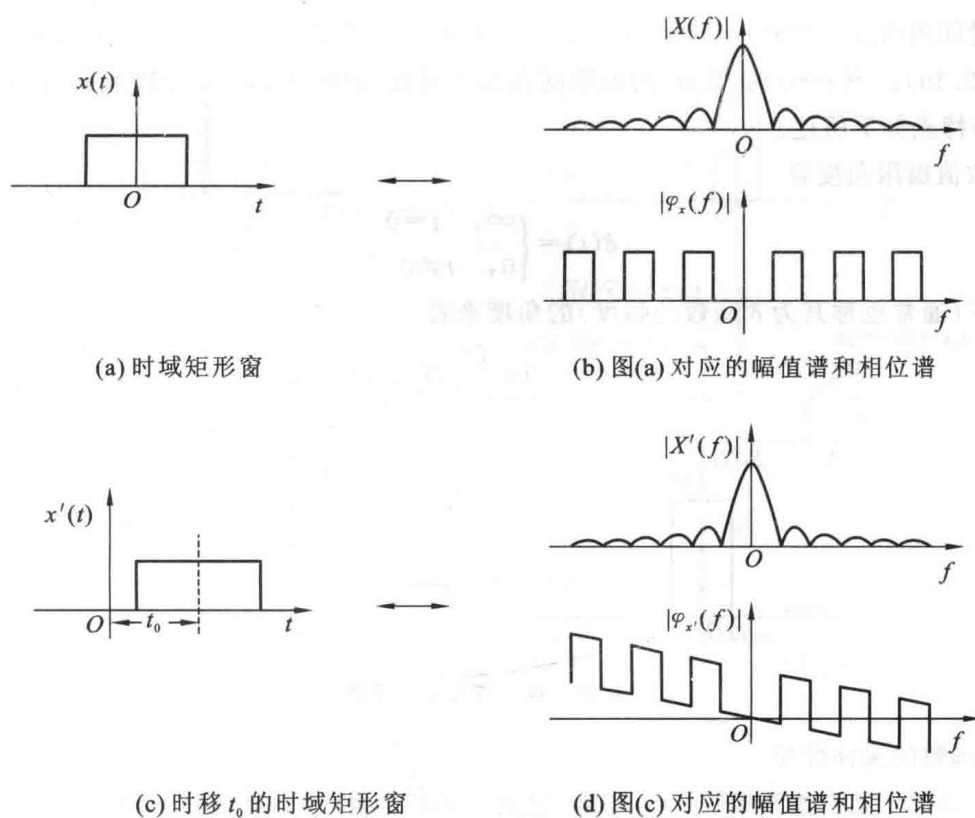 |X(f)|
x(t)
O
t
O
f
|φₓ(f)|
O
f
(a) 时域矩形窗
(b) 图(a) 对应的幅值谱和相位谱
|X′(f)|
x′(t)
O
t₀
t
O
f
|φₓ′(f)|
O
f
(c) 时移 t₀ 的时域矩形窗
(d) 图(c) 对应的幅值谱和相位谱